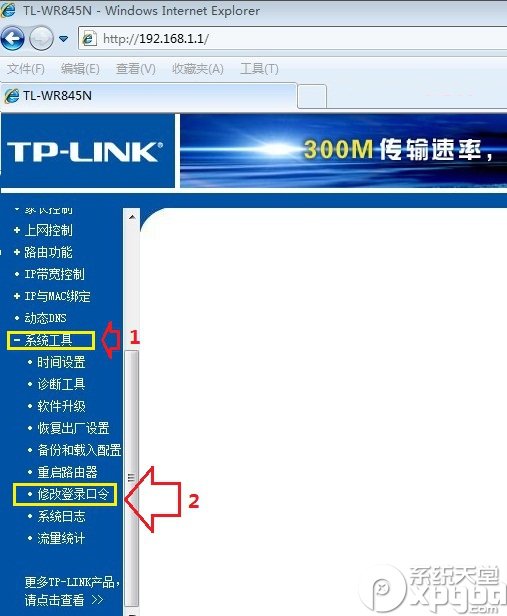 TL-WR845N - Windows Internet Explorer
http://192.168.1.1/
文件(F) 编辑(E) 查看(V) 收藏夹(A) 工具(T)
TL-WR845N
TP-LINK®
300M 传输速率，
家长控制
+ 上网控制
+ 路由功能
• IP带宽控制
+ IP与MAC绑定
• 动态DNS
- 系统工具
1
• 时间设置
• 诊断工具
• 软件升级
• 恢复出厂设置
• 备份和载入配置
• 重启路由器
• 修改登录口令
2
• 系统日志
• 流量统计
更多TP-LINK产品，
请点击查看 >>
系统天堂